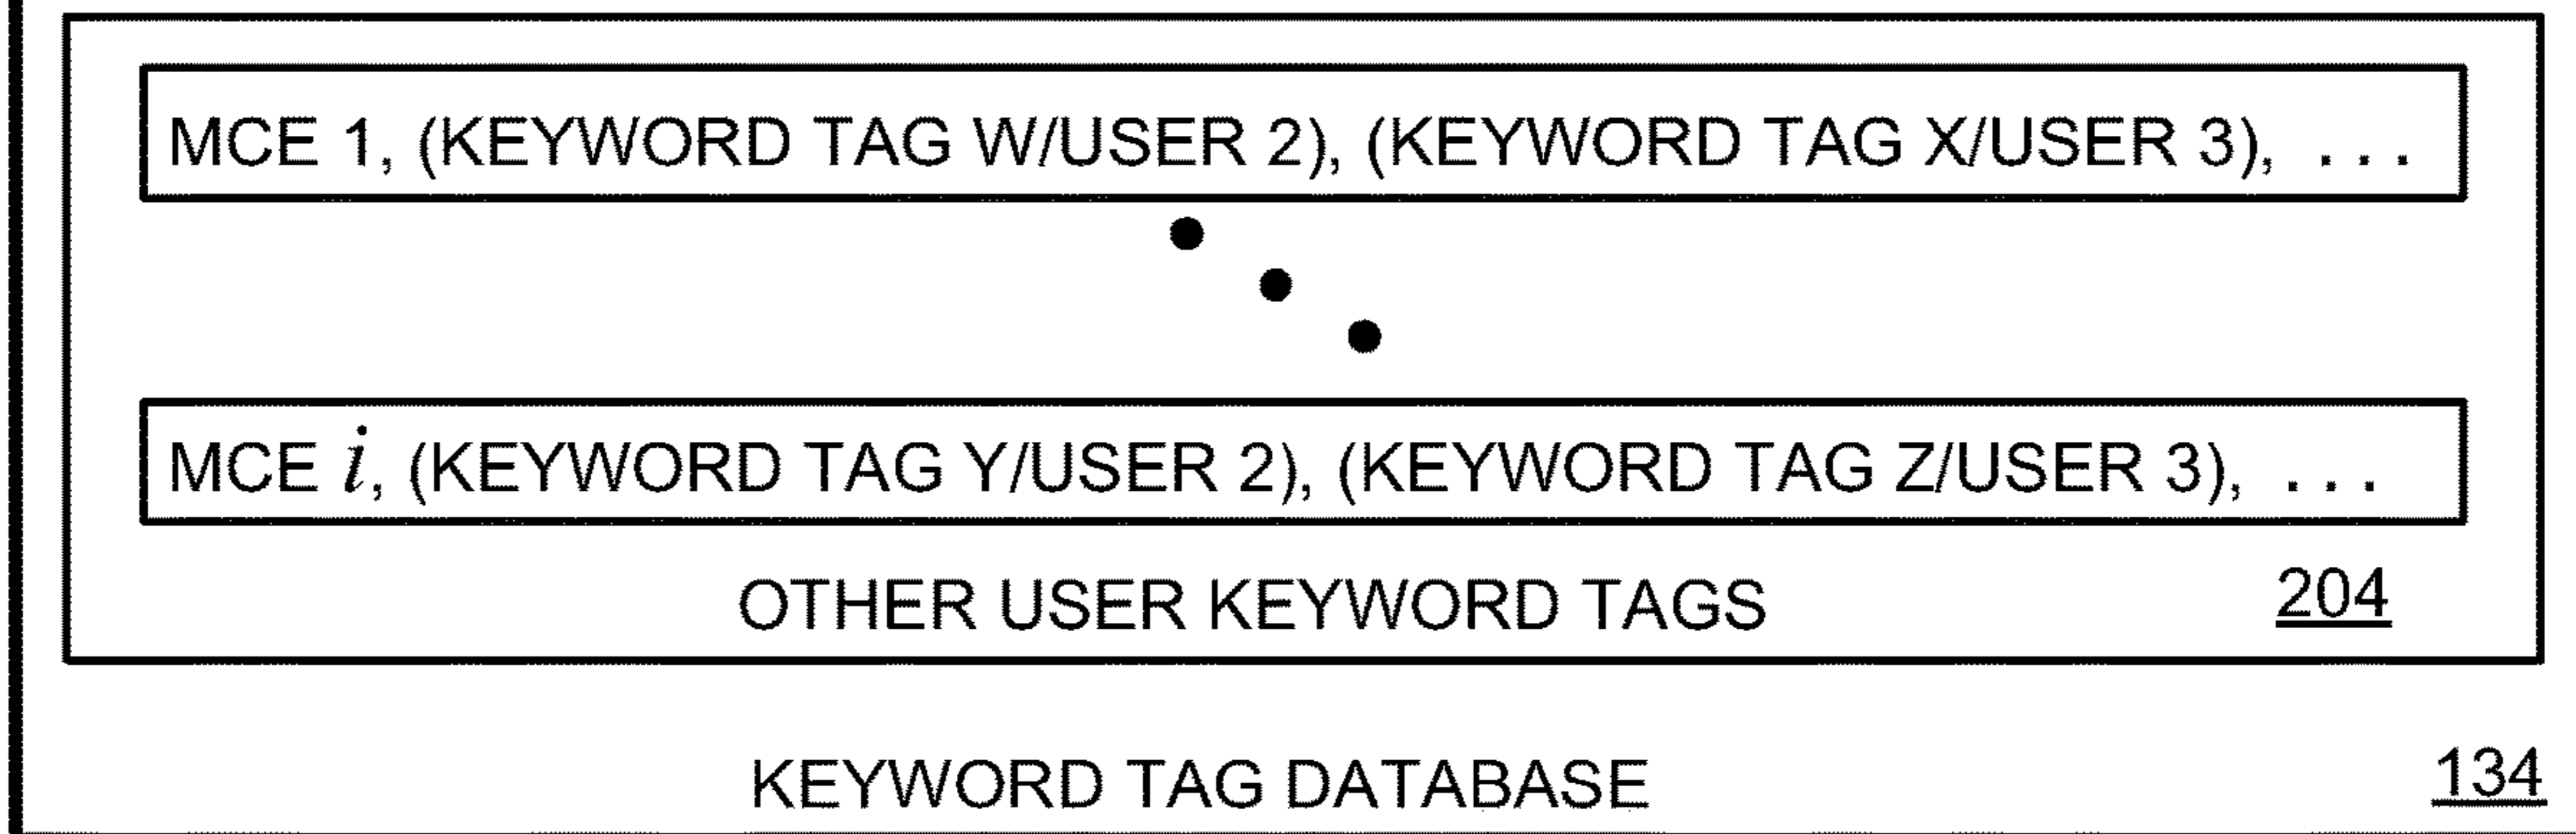 MCE 1, (KEYWORD TAG W/USER 2), (KEYWORD TAG X/USER 3), . . .
MCE i, (KEYWORD TAG Y/USER 2), (KEYWORD TAG Z/USER 3), . . .
OTHER USER KEYWORD TAGS 204
KEYWORD TAG DATABASE 134